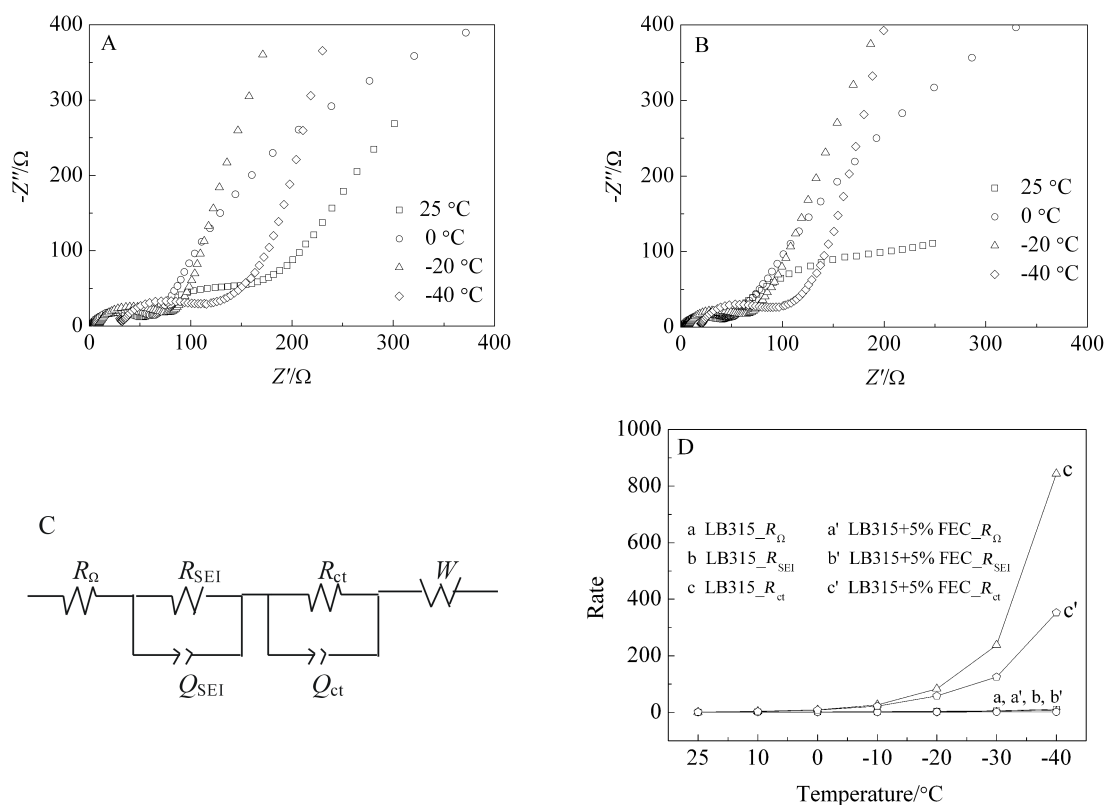 A
400
300
200
100
0
-Z''/Ω
25 °C
0 °C
-20 °C
-40 °C
0 100 200 300 400
Z'/Ω
B
400
300
200
100
0
-Z''/Ω
25 °C
0 °C
-20 °C
-40 °C
0 100 200 300 400
Z'/Ω
C
RΩ RSEI Rct W
QSEI Qct
D
1000
800
600
400
200
0
Rate
a LB315_RΩ a' LB315+5% FEC_RΩ
b LB315_RSEI b' LB315+5% FEC_RSEI
c LB315_Rct c' LB315+5% FEC_Rct
c
c'
a, a', b, b'
25 10 0 -10 -20 -30 -40
Temperature/°C